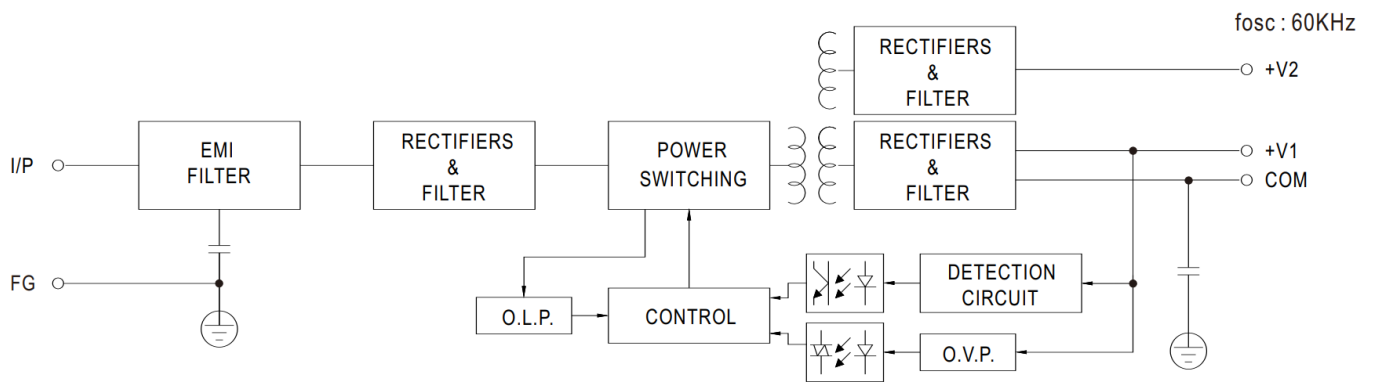 fosc : 60KHz
RECTIFIERS
&
FILTER
+V2
I/P
EMI
FILTER
RECTIFIERS
&
FILTER
POWER
SWITCHING
RECTIFIERS
&
FILTER
+V1
COM
FG
O.L.P.
CONTROL
DETECTION
CIRCUIT
O.V.P.